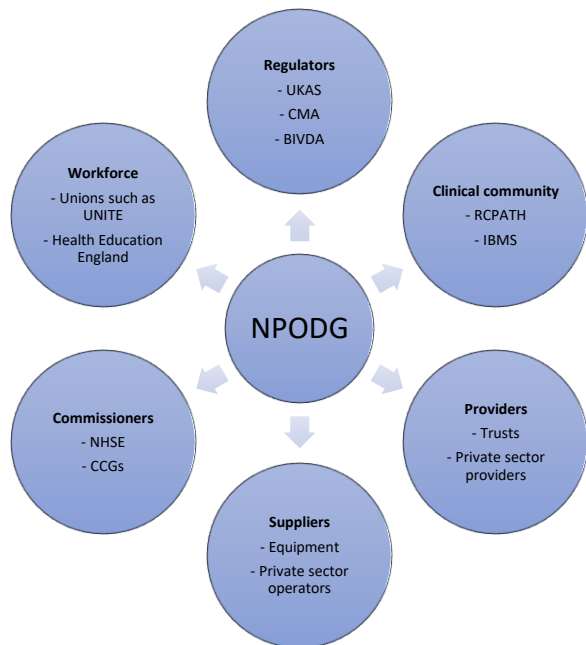 Regulators
- UKAS
- CMA
- BIVDA
Workforce
- Unions such as
UNITE
- Health Education
England
Clinical community
- RCPATH
- IBMS
NPODG
Commissioners
- NHSE
- CCGs
Providers
- Trusts
- Private sector
providers
Suppliers
- Equipment
- Private sector
operators